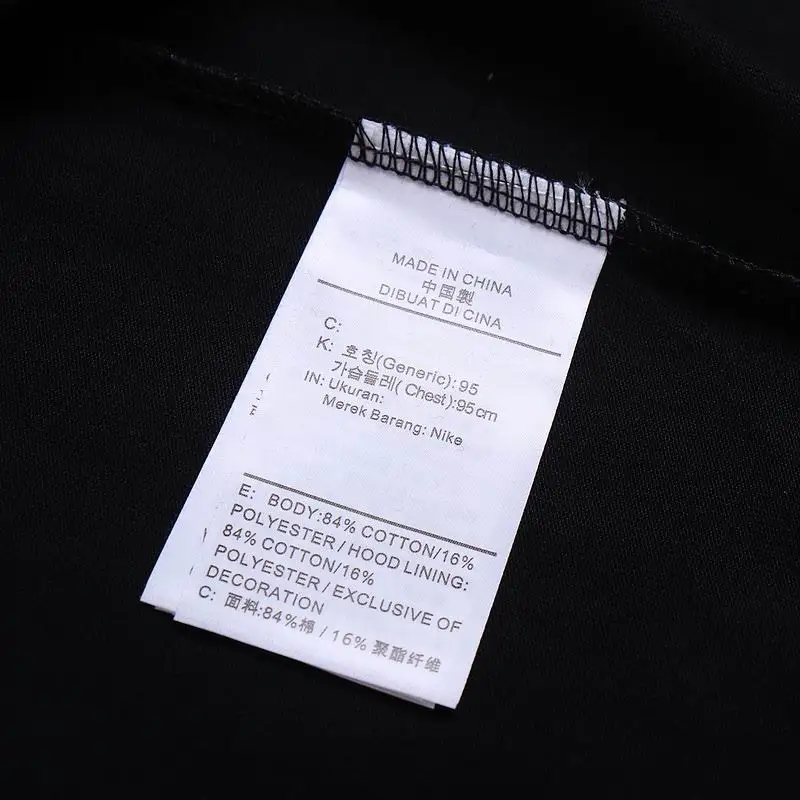 MADE IN CHINA
中国製
DIBUAT DI CINA
C:
K: 호칭(Generic): 95
가슴둘레( Chest):95cm
IN: Ukuran:
Merek Barang: Nike
E: BODY:84% COTTON/16%
POLYESTER / HOOD LINING:
84% COTTON/16%
POLYESTER / EXCLUSIVE OF
DECORATION
C: 面料:84%棉 / 16% 聚酯纤维